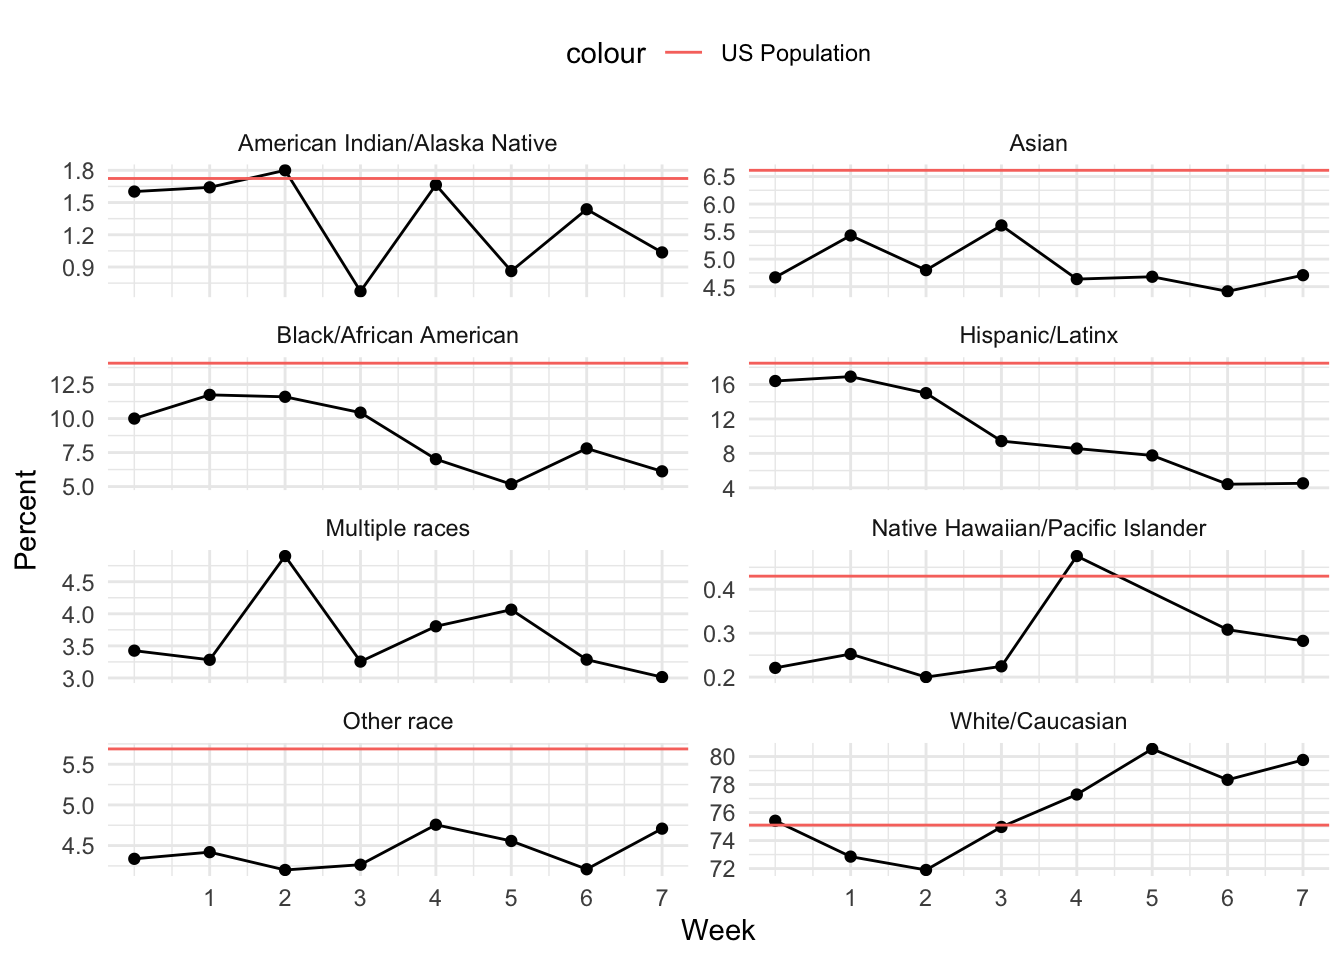 colour US Population
American Indian/Alaska Native
1.8
1.5
1.2
0.9
Asian
6.5
6.0
5.5
5.0
4.5
Black/African American
12.5
10.0
7.5
5.0
Hispanic/Latinx
16
12
8
4
Multiple races
4.5
4.0
3.5
3.0
Native Hawaiian/Pacific Islander
0.4
0.3
0.2
Other race
5.5
5.0
4.5
1 2 3 4 5 6 7
White/Caucasian
80
78
76
74
72
1 2 3 4 5 6 7
Percent
Week